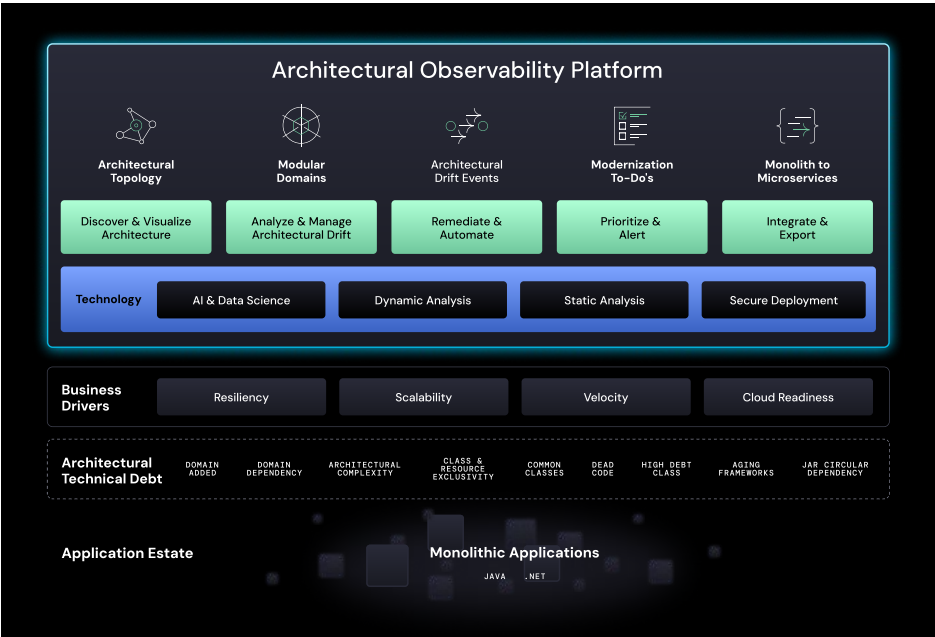 Architectural Observability Platform
Architectural
Topology
Modular
Domains
Architectural
Drift Events
Modernization
To-Do's
Monolith to
Microservices
Discover & Visualize
Architecture
Analyze & Manage
Architectural Drift
Remediate &
Automate
Prioritize &
Alert
Integrate &
Export
Technology
AI & Data Science
Dynamic Analysis
Static Analysis
Secure Deployment
Business
Drivers
Resiliency
Scalability
Velocity
Cloud Readiness
Architectural
Technical Debt
DOMAIN
ADDED
DOMAIN
DEPENDENCY
ARCHITECTURAL
COMPLEXITY
CLASS &
RESOURCE
EXCLUSIVITY
COMMON
CLASSES
DEAD
CODE
HIGH DEBT
CLASS
AGING
FRAMEWORKS
JAR CIRCULAR
DEPENDENCY
Application Estate
Monolithic Applications
JAVA .NET